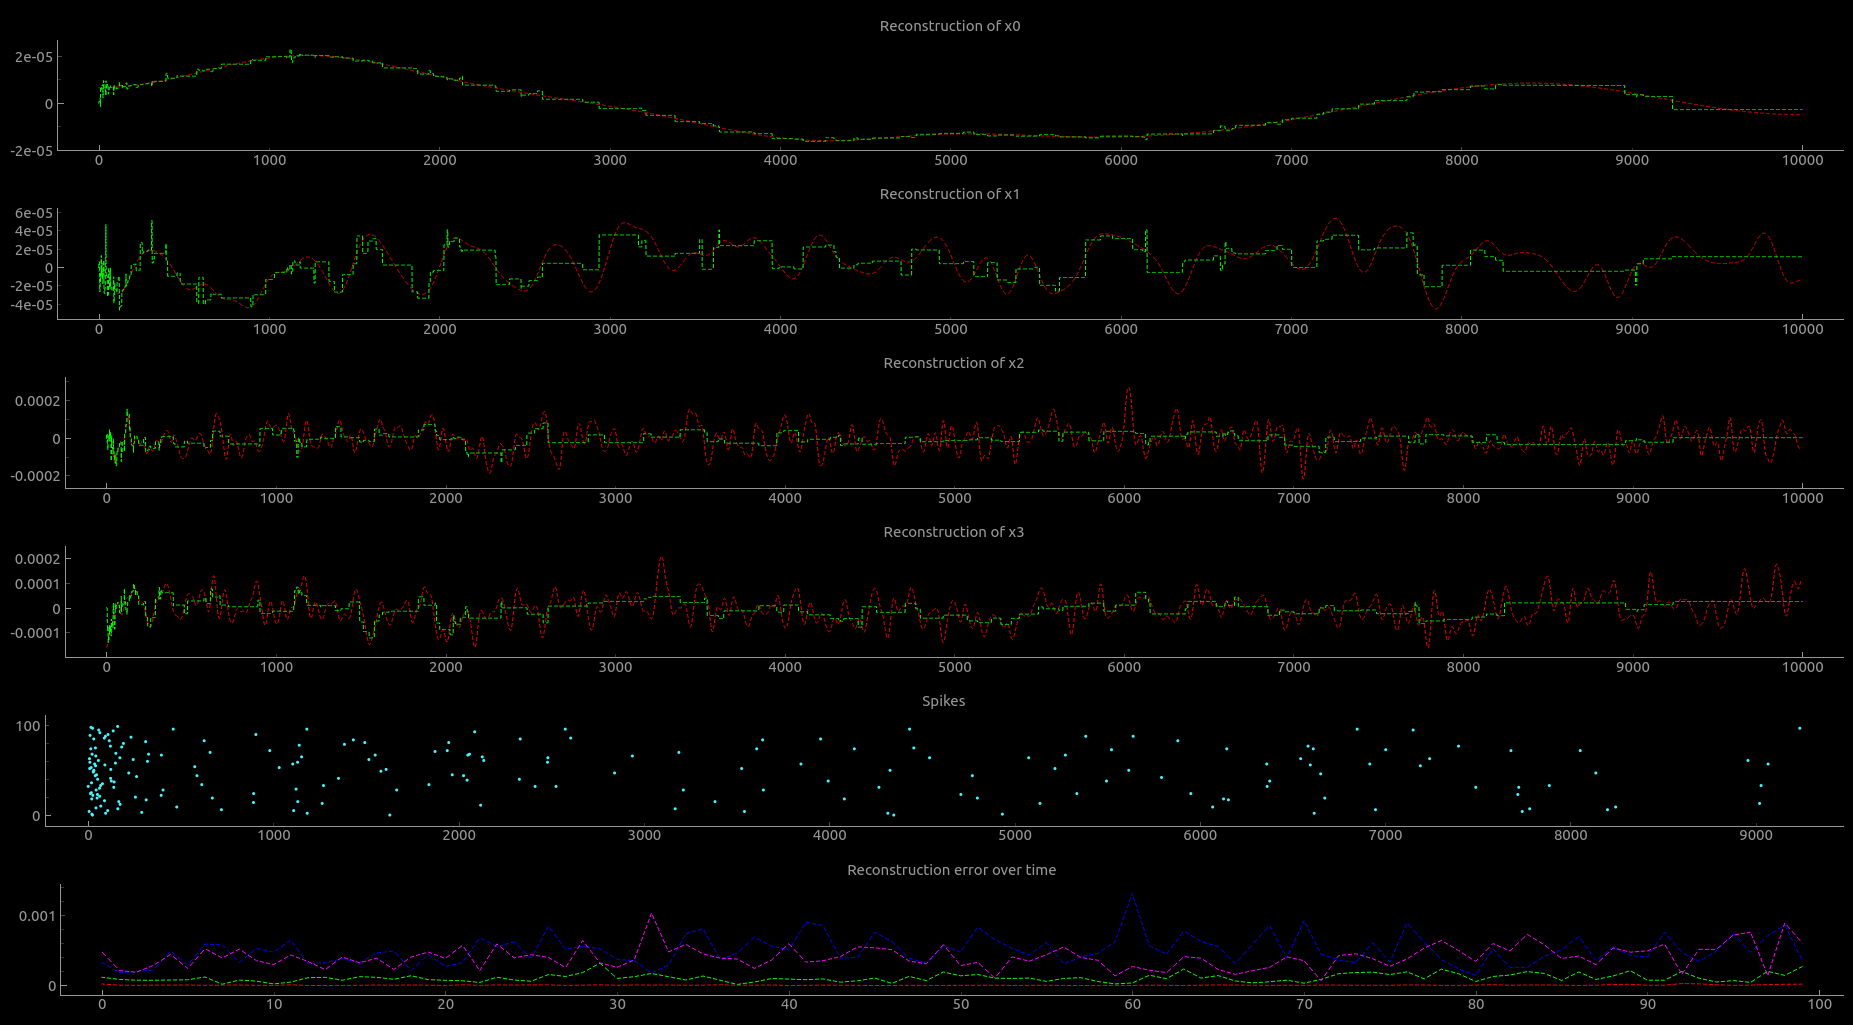 Reconstruction of x0
2e-05
0
-2e-05
0 1000 2000 3000 4000 5000 6000 7000 8000 9000 10000
Reconstruction of x1
6e-05
4e-05
2e-05
0
-2e-05
-4e-05
0 1000 2000 3000 4000 5000 6000 7000 8000 9000 10000
Reconstruction of x2
0.0002
0
-0.0002
0 1000 2000 3000 4000 5000 6000 7000 8000 9000 10000
Reconstruction of x3
0.0002
0.0001
0
-0.0001
0 1000 2000 3000 4000 5000 6000 7000 8000 9000 10000
Spikes
100
0
0 1000 2000 3000 4000 5000 6000 7000 8000 9000
Reconstruction error over time
0.001
0
0 10 20 30 40 50 60 70 80 90 100